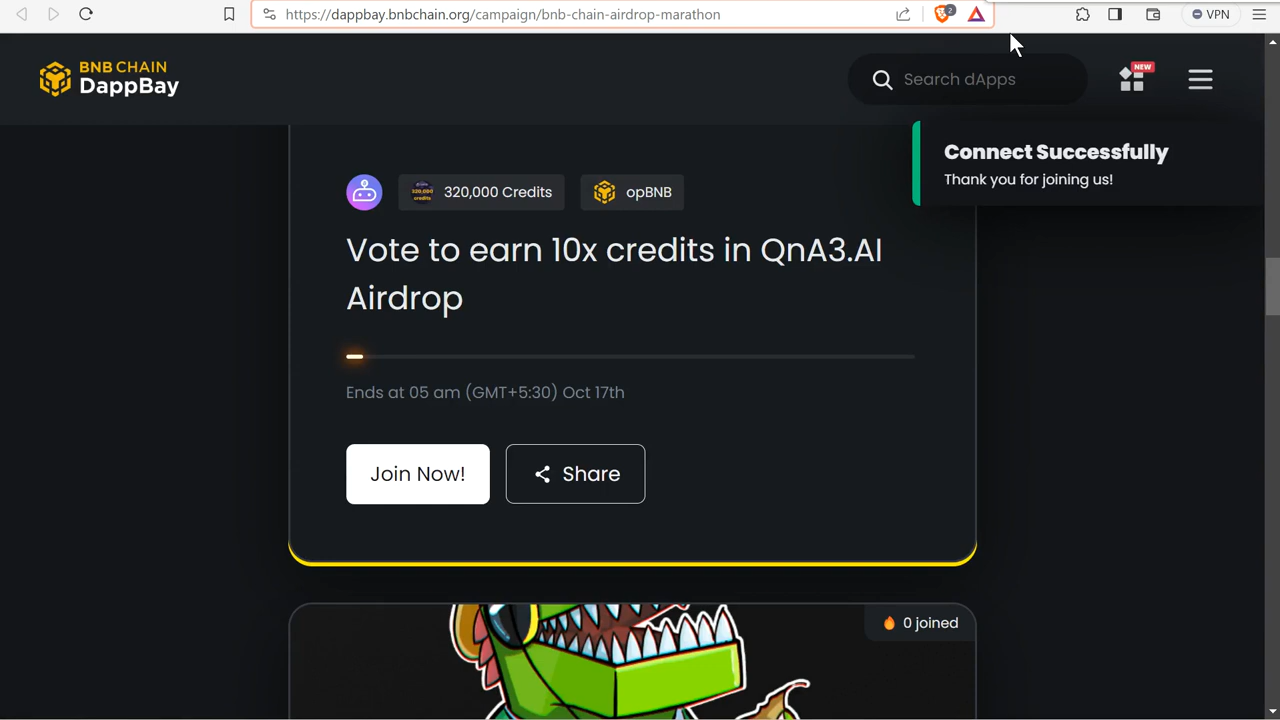 https://dappbay.bnbchain.org/campaign/bnb-chain-airdrop-marathon
2
VPN
BNB CHAIN
DappBay
Search dApps
NEW
Connect Successfully
Thank you for joining us!
320,000 Credits
opBNB
Vote to earn 10x credits in QnA3.AI
Airdrop
Ends at 05 am (GMT+5:30) Oct 17th
Join Now!
Share
0 joined